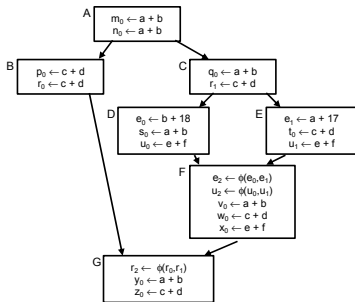 A
m₀ ← a + b
n₀ ← a + b
B
p₀ ← c + d
r₀ ← c + d
C
q₀ ← a + b
r₁ ← c + d
D
e₀ ← b + 18
s₀ ← a + b
u₀ ← e + f
E
e₁ ← a + 17
t₀ ← c + d
u₁ ← e + f
F
e₂ ← ϕ(e₀,e₁)
u₂ ← ϕ(u₀,u₁)
v₀ ← a + b
w₀ ← c + d
x₀ ← e + f
G
r₂ ← ϕ(r₀,r₁)
y₀ ← a + b
z₀ ← c + d